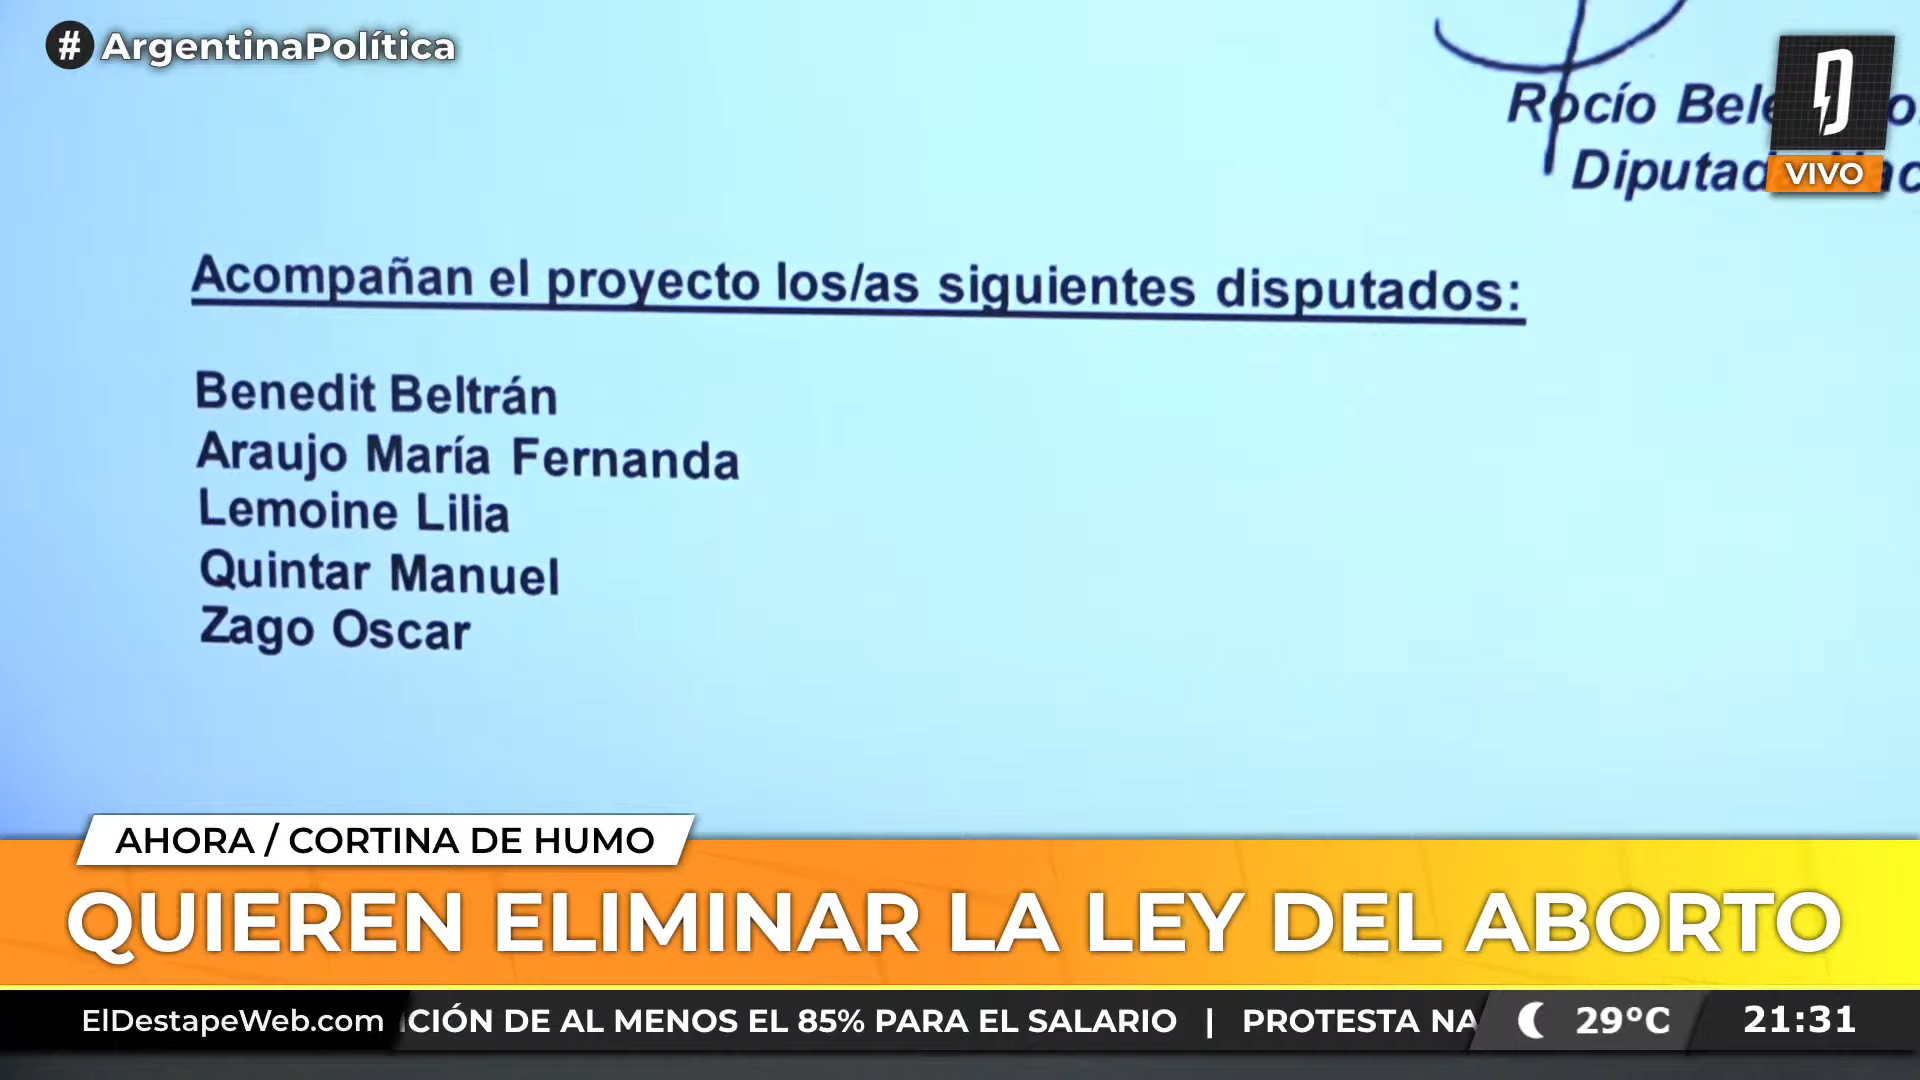 # ArgentinaPolítica
Rocío
VIVO
Acompañan el proyecto los/as siguientes disputados:
Benedit Beltrán
Araujo María Fernanda
Lemoine Lilia
Quintar Manuel
Zago Oscar
AHORA / CORTINA DE HUMO
QUIEREN ELIMINAR LA LEY DEL ABORTO
ElDestapeWeb.com
CIÓN DE AL MENOS EL 85% PARA EL SALARIO | PROTESTA NA
29°C
21:31